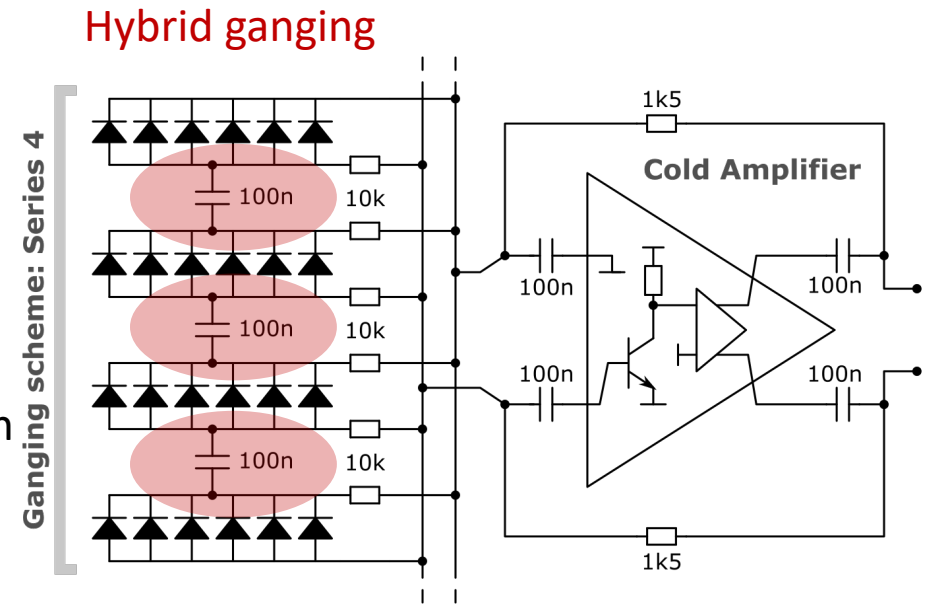 Hybrid ganging
Ganging scheme: Series 4
n
100n
10k
100n
10k
100n
10k
1k5
Cold Amplifier
100n
100n
100n
100n
1k5